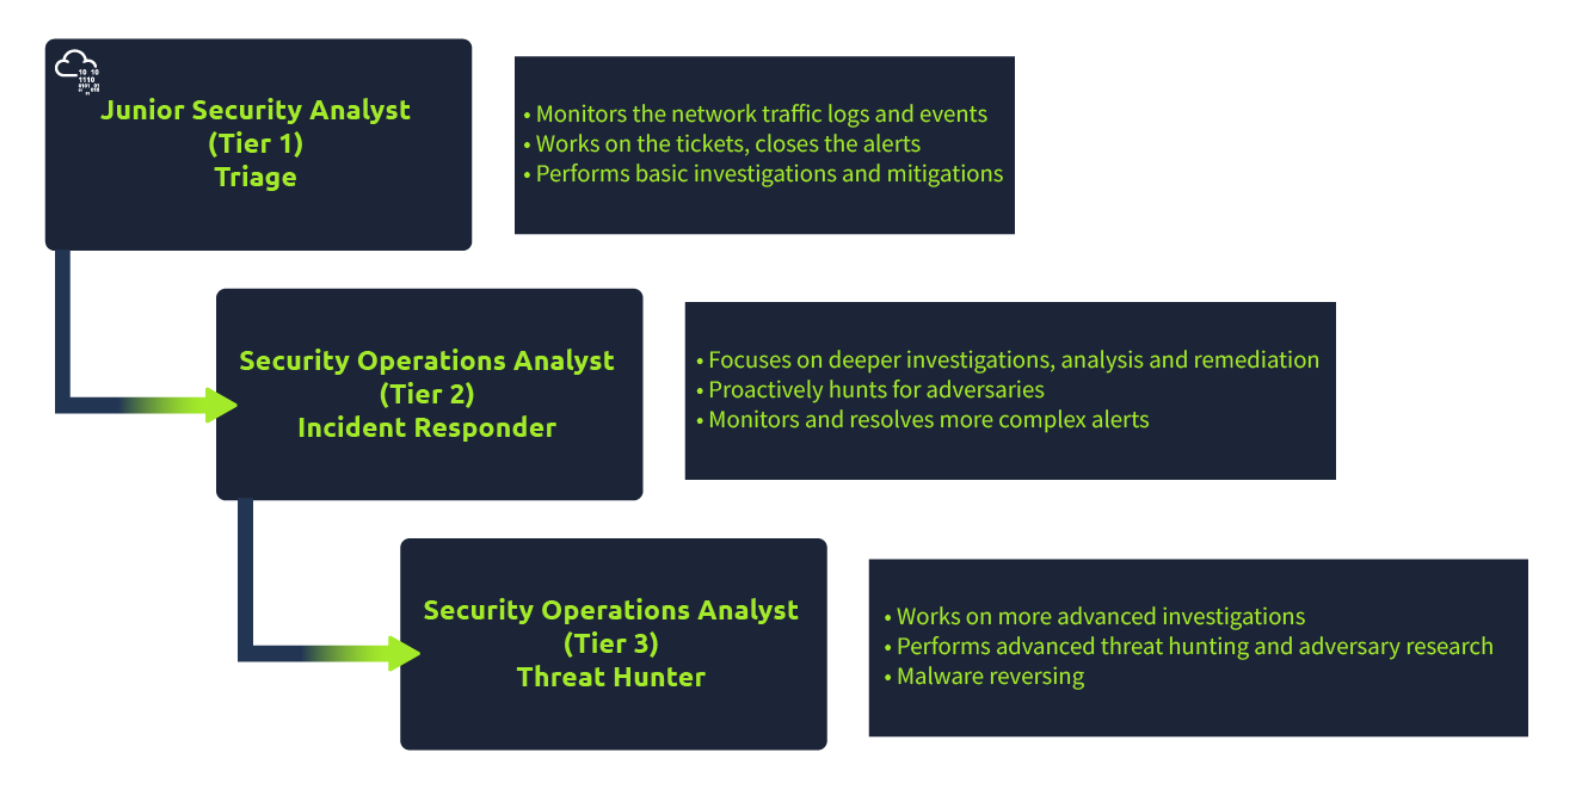 Junior Security Analyst
(Tier 1)
Triage
• Monitors the network traffic logs and events
• Works on the tickets, closes the alerts
• Performs basic investigations and mitigations
Security Operations Analyst
(Tier 2)
Incident Responder
• Focuses on deeper investigations, analysis and remediation
• Proactively hunts for adversaries
• Monitors and resolves more complex alerts
Security Operations Analyst
(Tier 3)
Threat Hunter
• Works on more advanced investigations
• Performs advanced threat hunting and adversary research
• Malware reversing